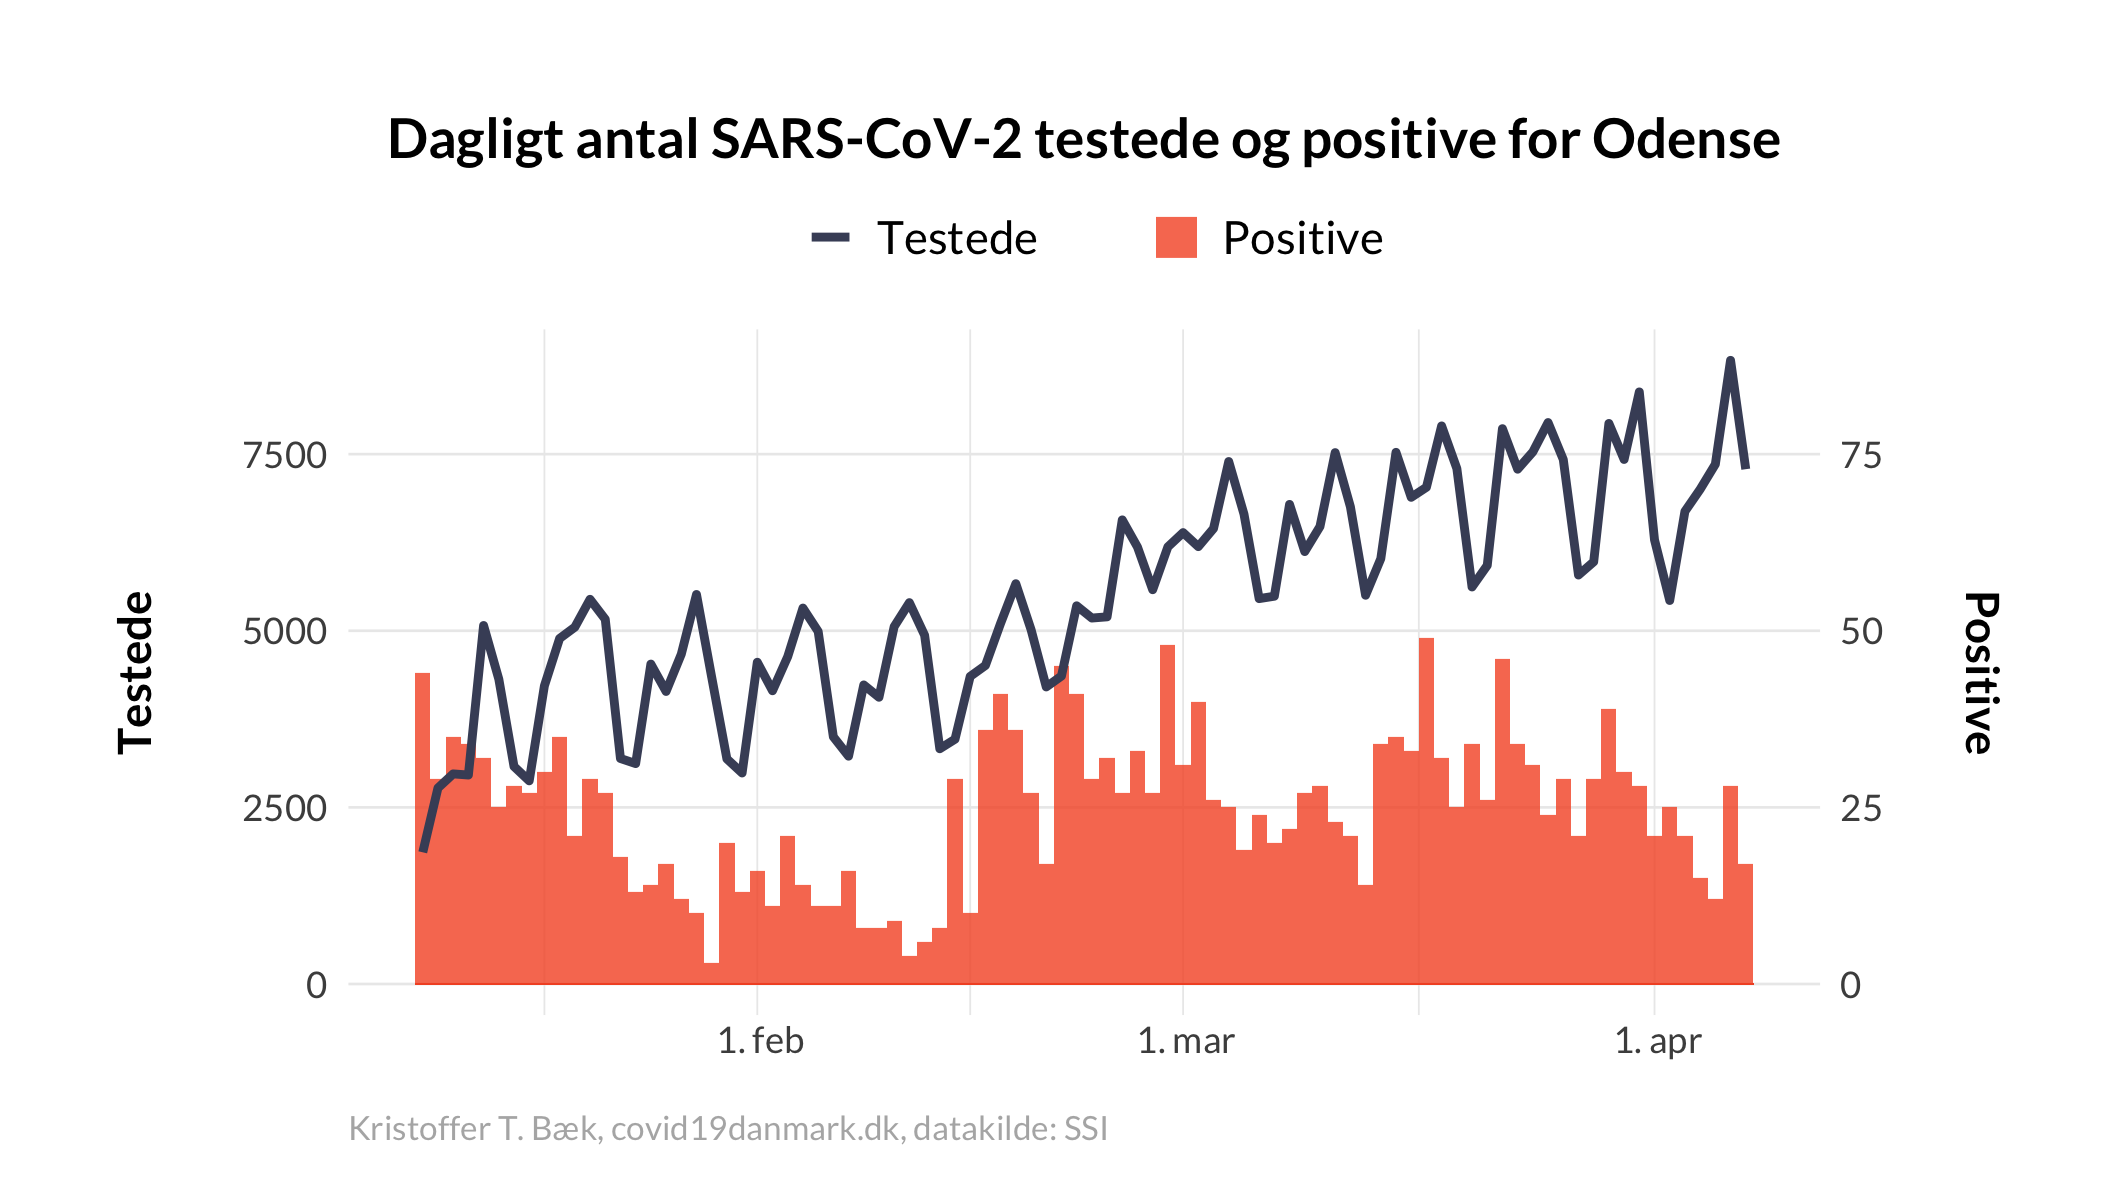 Dagligt antal SARS-CoV-2 testede og positive for Odense
Testede
Positive
7500
5000
2500
0
Testede
75
50
25
0
Positive
1. feb
1. mar
1. apr
Kristoffer T. Bæk, covid19danmark.dk, datakilde: SSI